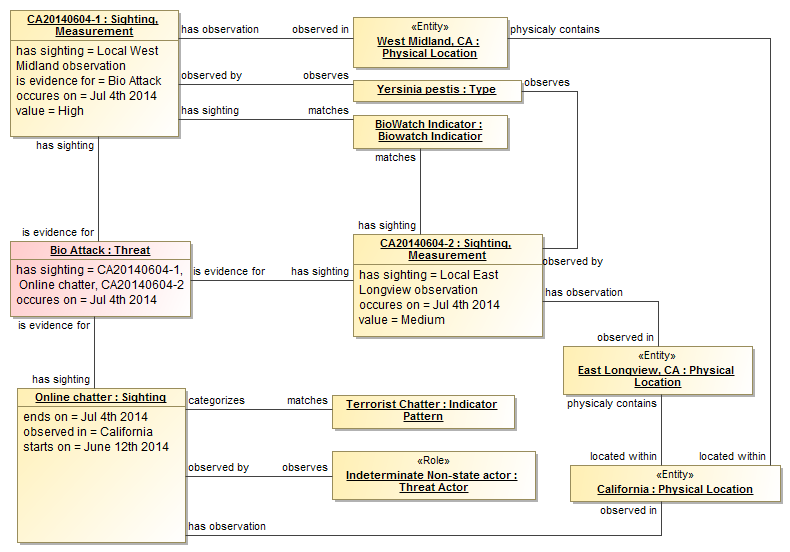 CA20140604-1 : Sighting,
Measurement
has sighting = Local West
Midland observation
is evidence for = Bio Attack
occures on = Jul 4th 2014
value = High
has observation
observed in
«Entity»
West Midland, CA :
Physical Location
physicaly contains
observed by
observes
Yersinia pestis : Type
observes
has sighting
matches
BioWatch Indicator :
Biowatch Indicatior
matches
has sighting
has sighting
is evidence for
Bio Attack : Threat
has sighting = CA20140604-1,
Online chatter, CA20140604-2
occures on = Jul 4th 2014
is evidence for
has sighting
CA20140604-2 : Sighting,
Measurement
has sighting = Local East
Longview observation
occures on = Jul 4th 2014
value = Medium
observed by
has observation
observed in
«Entity»
East Longview, CA : Physical
Location
physicaly contains
located within
located within
is evidence for
has sighting
Online chatter : Sighting
ends on = Jul 4th 2014
observed in = California
starts on = June 12th 2014
categorizes
matches
Terrorist Chatter : Indicator
Pattern
observed by
observes
«Role»
Indeterminate Non-state actor :
Threat Actor
«Entity»
California : Physical Location
has observation
observed in